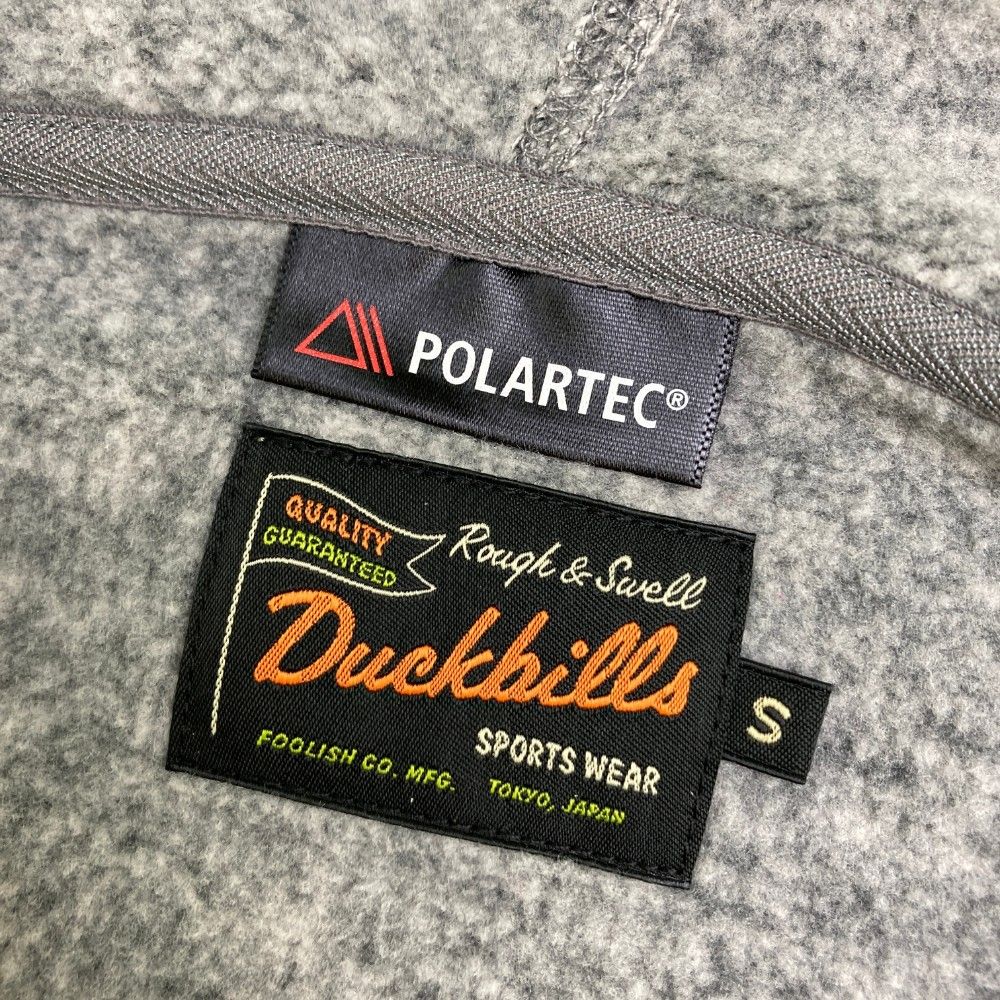 POLARTEC®
QUALITY
GUARANTEED
Rough & Swell
Duckbills
SPORTS WEAR
FOOLISH CO. MFG.
TOKYO, JAPAN
S